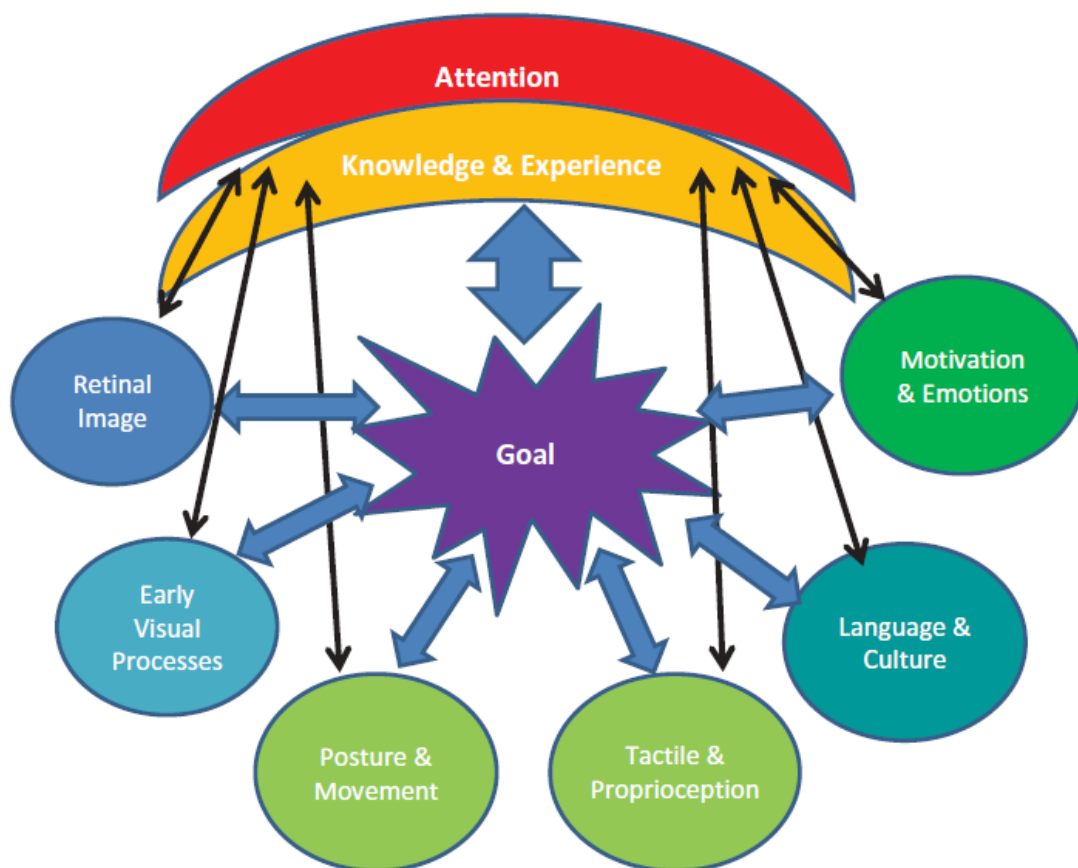 Attention
Knowledge & Experience
Retinal
Image
Motivation
& Emotions
Goal
Early
Visual
Processes
Language &
Culture
Posture &
Movement
Tactile &
Proprioception